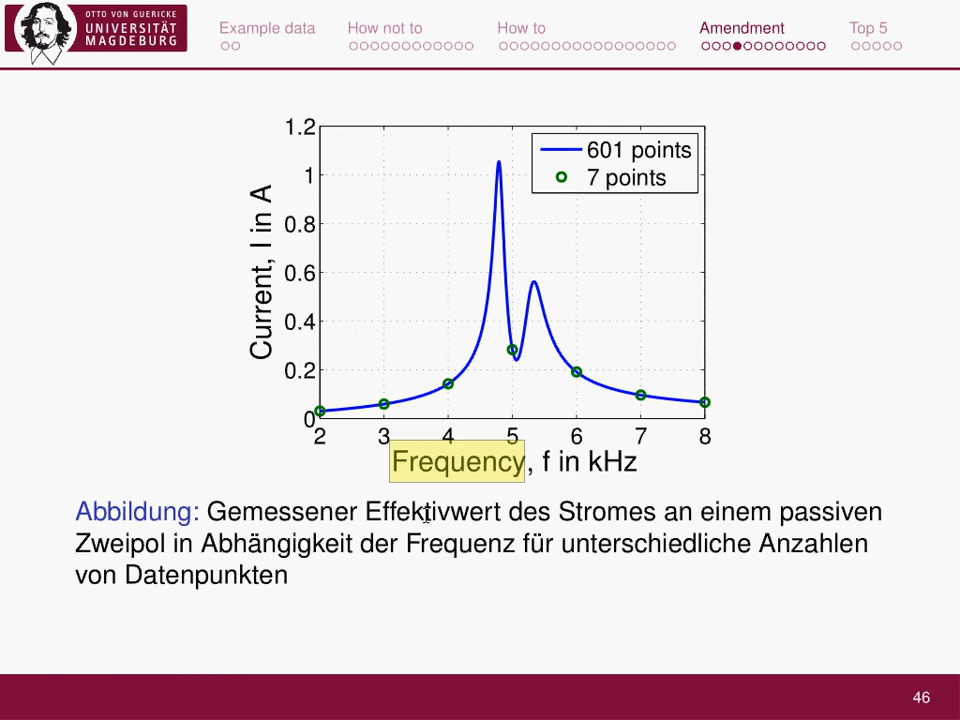 OTTO VON GUERICKE
UNIVERSITÄT
MAGDEBURG
Example data
How not to
How to
Amendment
Top 5
1.2
1
0.8
0.6
0.4
0.2
0
Current, I in A
601 points
7 points
2 3 4 5 6 7 8
Frequency, f in kHz
Abbildung: Gemessener Effektivwert des Stromes an einem passiven
Zweipol in Abhängigkeit der Frequenz für unterschiedliche Anzahlen
von Datenpunkten
46